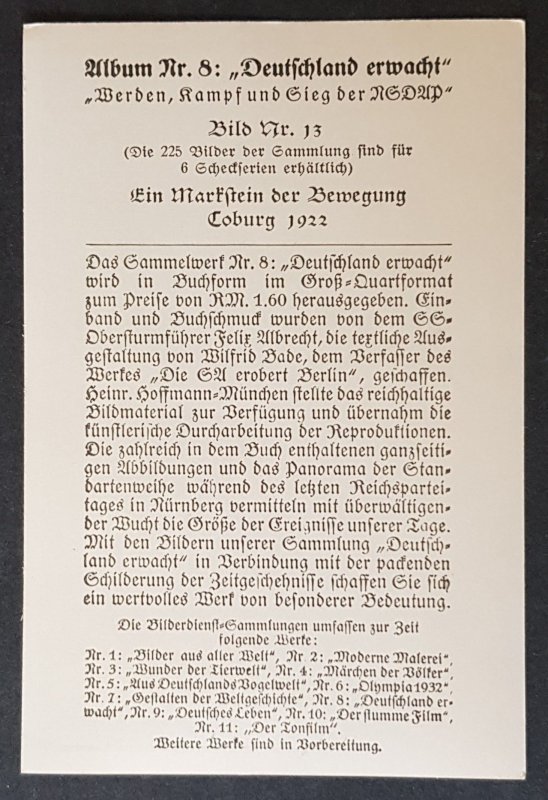 Album Nr. 8: „Deutschland erwacht“
„Werden, Kampf und Sieg der NSDAP“
Bild Nr. 13
(Die 225 Bilder der Sammlung sind für
6 Scheckserien erhältlich)
Ein Markstein der Bewegung
Coburg 1922
Das Sammelwerk Nr. 8: „Deutschland erwacht“
wird in Buchform im Groß-Quartformat
zum Preise von RM. 1.60 herausgegeben. Ein-
band und Buchschmuck wurden von dem SS-
Obersturmführer Felix Albrecht, die textliche Aus-
gestaltung von Wilfrid Bade, dem Verfasser des
Werkes „Die SA erobert Berlin“, geschaffen.
Heinr. Hoffmann-München stellte das reichhaltige
Bildmaterial zur Verfügung und übernahm die
künstlerische Durcharbeitung der Reproduktionen.
Die zahlreich in dem Buch enthaltenen ganzseiti-
gen Abbildungen und das Panorama der Stan-
dartenweihe während des letzten Reichspartei-
tages in Nürnberg vermitteln mit überwältigen-
der Wucht die Größe der Ereignisse unserer Tage.
Mit den Bildern unserer Sammlung „Deutsch-
land erwacht“ in Verbindung mit der packenden
Schilderung der Zeitgeschehnisse schaffen Sie sich
ein wertvolles Werk von besonderer Bedeutung.
Die Bilderdienst-Sammlungen umfassen zur Zeit
folgende Werke:
Nr. 1: „Bilder aus aller Welt“, Nr. 2: „Moderne Malerei“,
Nr. 3: „Wunder der Tierwelt“, Nr. 4: „Märchen der Völker“,
Nr. 5: „Aus Deutschlands Vogelwelt“, Nr. 6: „Olympia 1932“,
Nr. 7: „Gestalten der Weltgeschichte“, Nr. 8: „Deutschland er-
wacht“, Nr. 9: „Deutsches Leben“, Nr. 10: „Der stumme Film“,
Nr. 11: „Der Tonfilm“.
Weitere Werke sind in Vorbereitung.